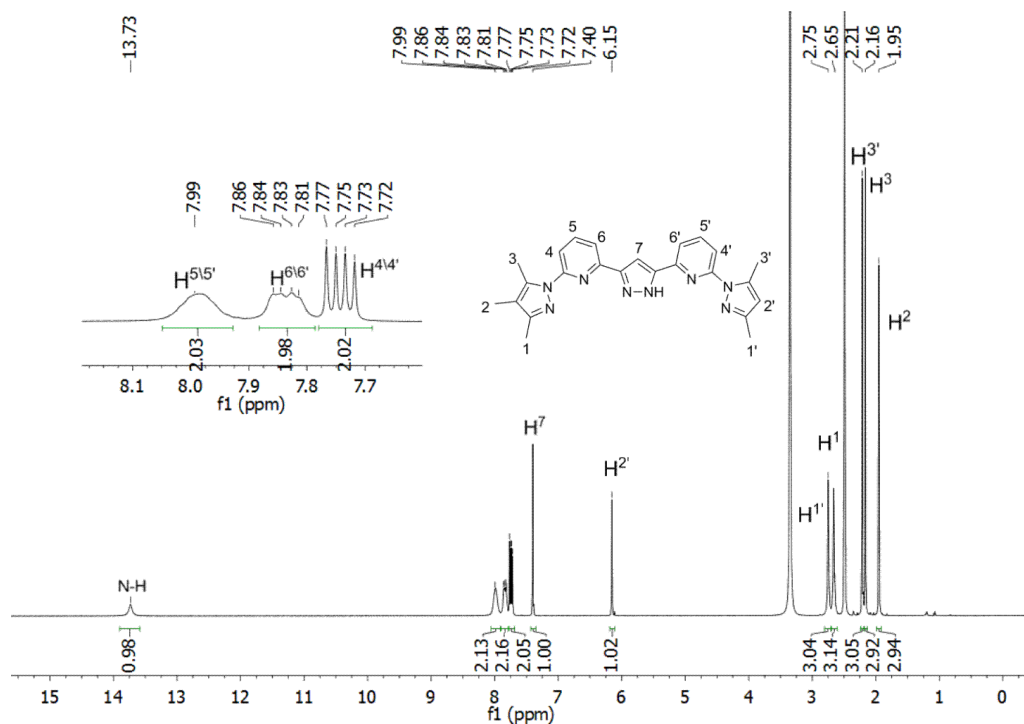 13.73
7.99 7.86 7.84 7.83 7.81 7.77 7.75 7.73 7.72 7.40 6.15
2.75 2.65 2.21 2.16 1.95
7.99 7.86 7.84 7.83 7.81 7.77 7.75 7.73 7.72
H5\5' H6\6' H4\4'
2.03 1.98 2.02
8.1 8.0 7.9 7.8 7.7
f1 (ppm)
5 6 7 6' 5'
4 4'
3 3'
N N N N-NH N N N
2 2'
1 1'
H3'
H3
H2
H7
H1
H2'
H1'
N-H
0.98 2.13 2.16 2.05 1.00 1.02 3.04 3.14 3.05 2.92 2.94
15 14 13 12 11 10 9 8 7 6 5 4 3 2 1 0
f1 (ppm)